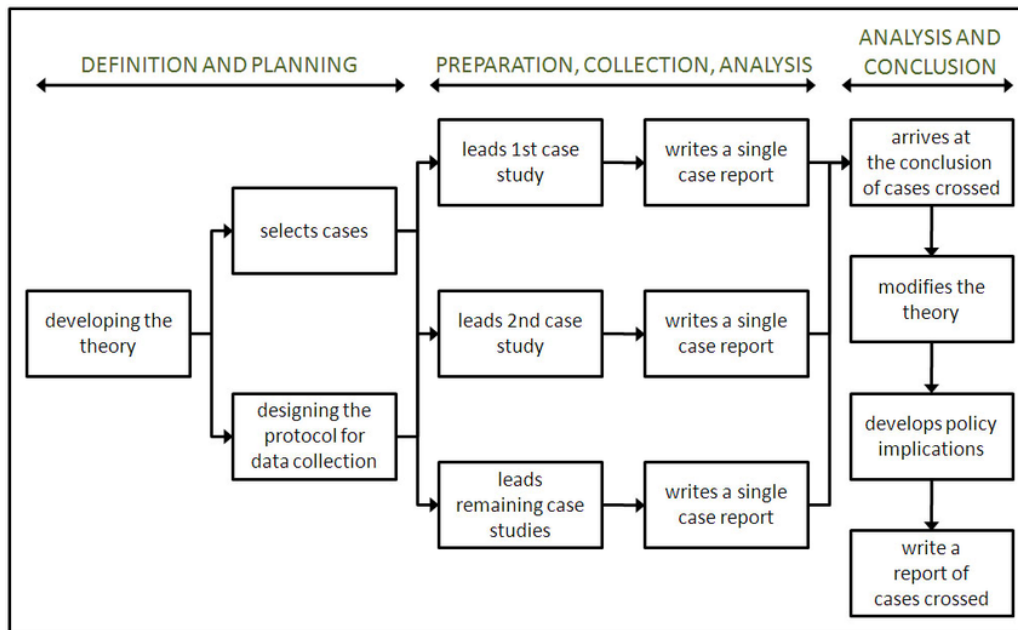 DEFINITION AND PLANNING
PREPARATION, COLLECTION, ANALYSIS
ANALYSIS AND
CONCLUSION
developing the
theory
selects cases
designing the
protocol for
data collection
leads 1st case
study
writes a single
case report
leads 2nd case
study
writes a single
case report
leads
remaining case
studies
writes a single
case report
arrives at
the conclusion
of cases crossed
modifies the
theory
develops policy
implications
write a
report of
cases crossed